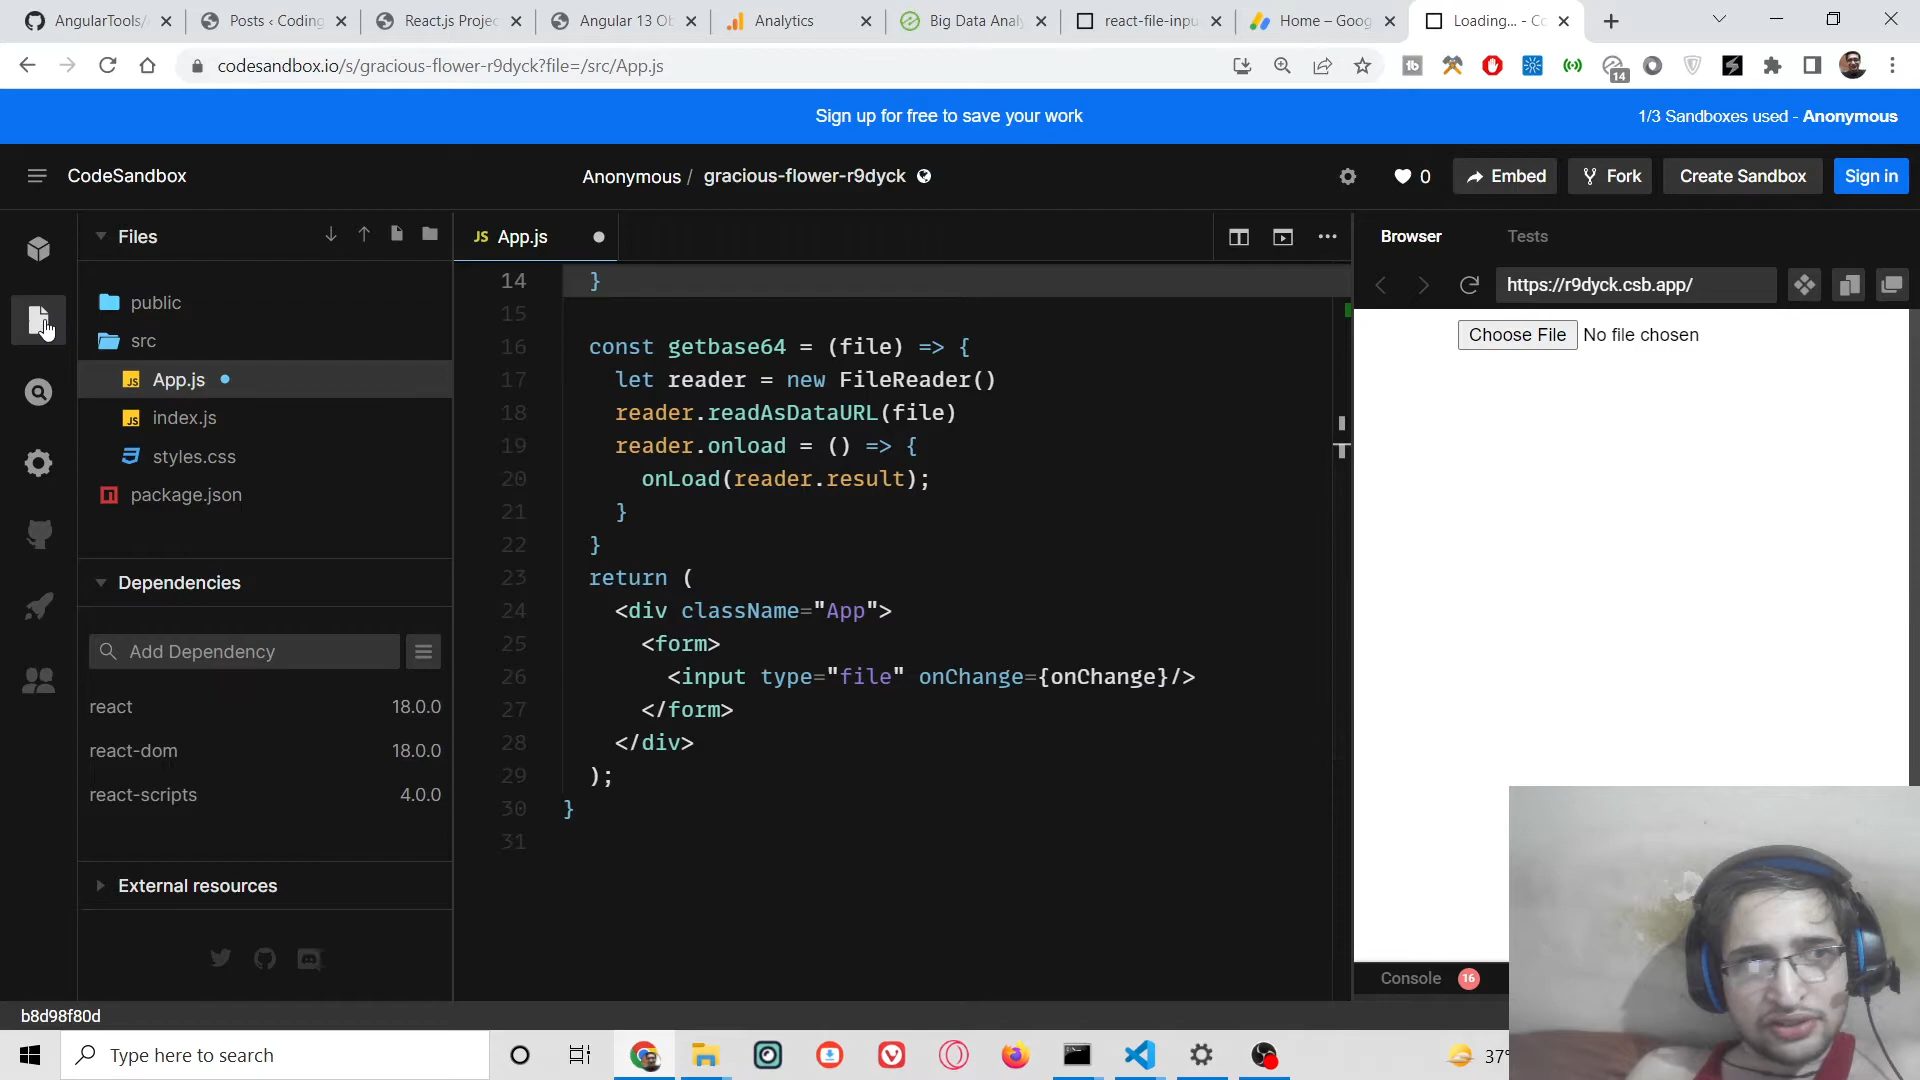 AngularTools/
Posts ‹ Coding
React.js Projec
Angular 13 Ob
Analytics
Big Data Analy
react-file-inpu
Home – Goog
Loading... - Co
codesandbox.io/s/gracious-flower-r9dyck?file=/src/App.js
14
Sign up for free to save your work
1/3 Sandboxes used - Anonymous
CodeSandbox
Anonymous / gracious-flower-r9dyck
0
Embed
Fork
Create Sandbox
Sign in
Files
public
src
JS App.js
JS index.js
styles.css
package.json
Dependencies
Add Dependency
react 18.0.0
react-dom 18.0.0
react-scripts 4.0.0
External resources
JS App.js
14 }
15
16 const getbase64 = (file) => {
17 let reader = new FileReader()
18 reader.readAsDataURL(file)
19 reader.onload = () => {
20 onLoad(reader.result);
21 }
22 }
23 return (
24 <div className="App">
25 <form>
26 <input type="file" onChange={onChange}/>
27 </form>
28 </div>
29 );
30 }
31
Browser
Tests
https://r9dyck.csb.app/
Choose File No file chosen
Console 16
b8d98f80d
Type here to search
37°